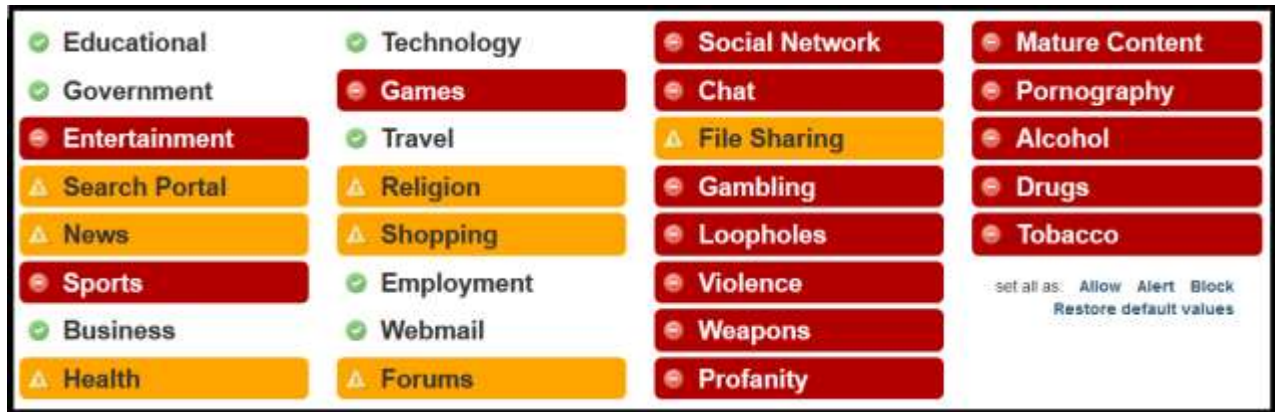 Educational
Government
Entertainment
Search Portal
News
Sports
Business
Health
Technology
Games
Travel
Religion
Shopping
Employment
Webmail
Forums
Social Network
Chat
File Sharing
Gambling
Loopholes
Violence
Weapons
Profanity
Mature Content
Pornography
Alcohol
Drugs
Tobacco
set all as: Allow Alert Block
Restore default values